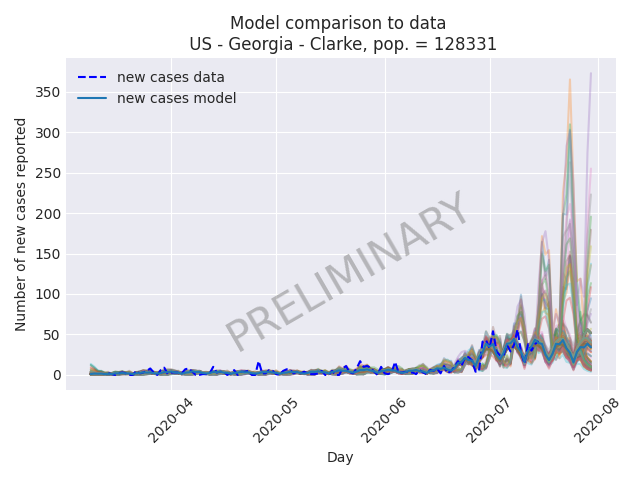 Model comparison to data
US - Georgia - Clarke, pop. = 128331
new cases data
new cases model
350
300
250
200
150
100
50
0
Number of new cases reported
PRELIMINARY
2020-04
2020-05
2020-06
2020-07
2020-08
Day